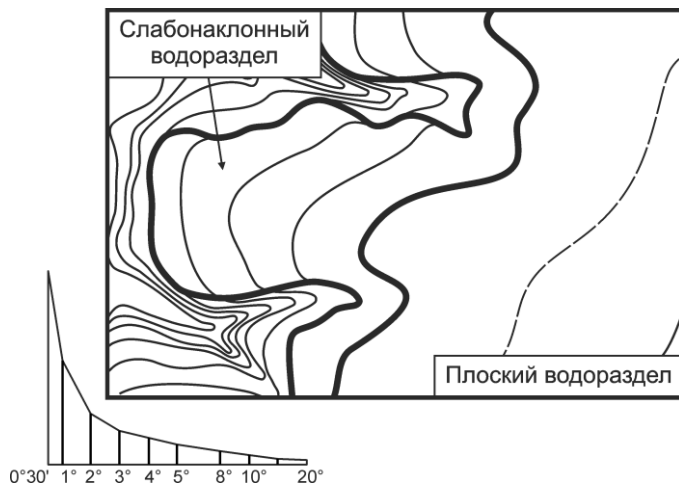 Слабонаклонный
водораздел
Плоский водораздел
0°30' 1° 2° 3° 4° 5° 8° 10° 20°